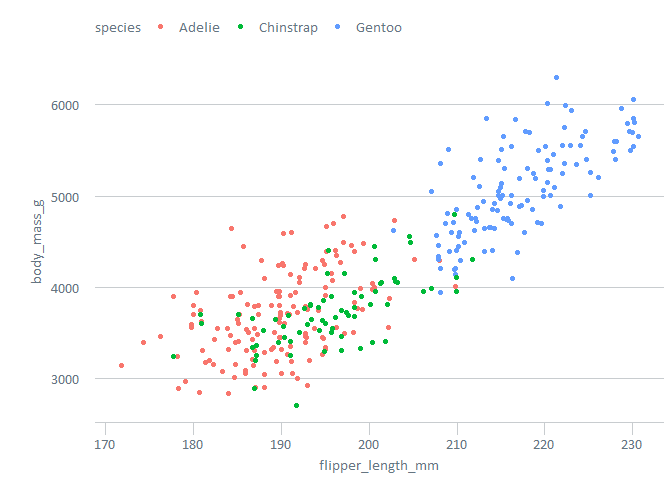 species Adelie Chinstrap Gentoo
6000
5000
4000
3000
body_mass_g
170 180 190 200 210 220 230
flipper_length_mm